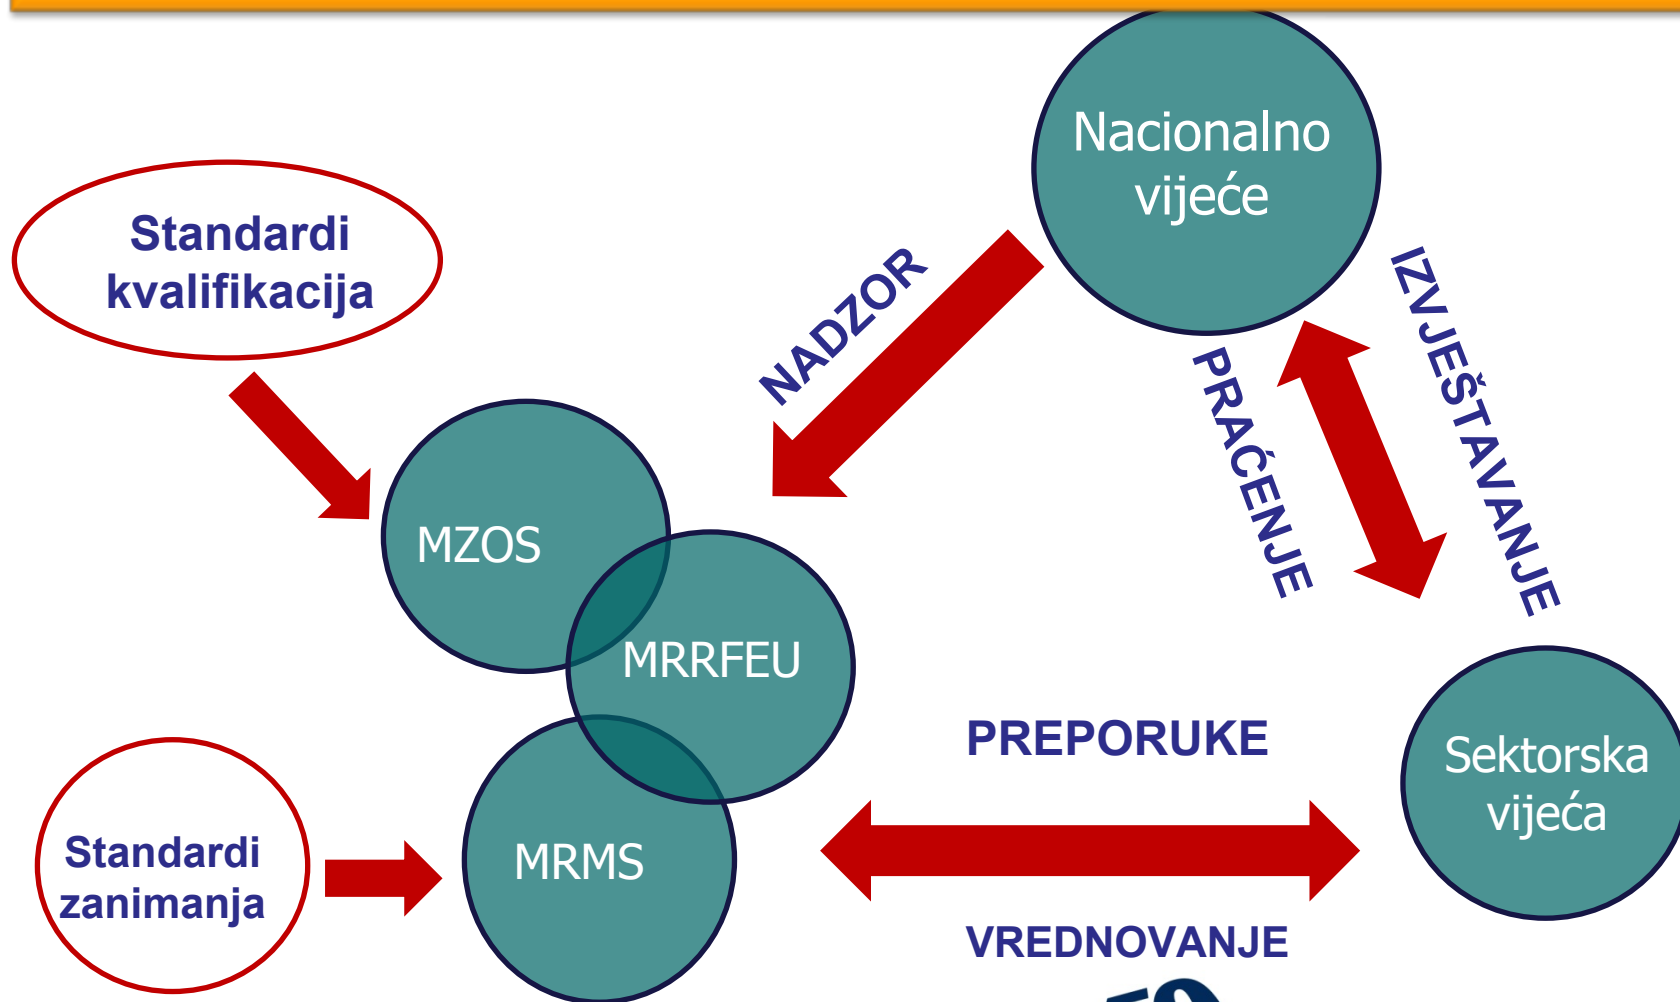 Nacionalno
vijeće
Standardi
kvalifikacija
NADZOR
IZVJEŠTAVANJE
PRAĆENJE
MZOS
MRRFEU
PREPORUKE
Sektorska
vijeća
Standardi
zanimanja
MRMS
VREDNOVANJE